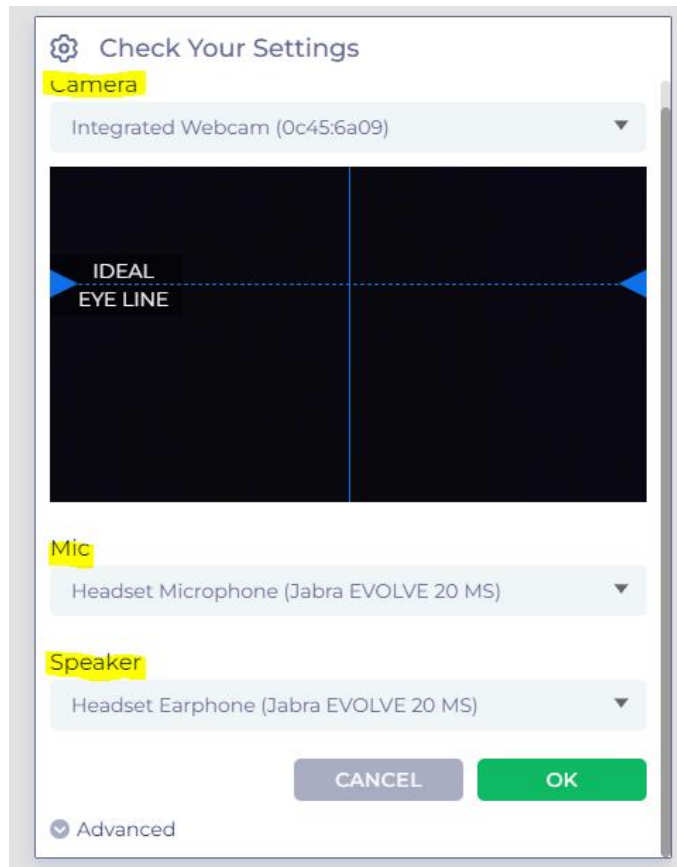 Check Your Settings
Camera
Integrated Webcam (0c45:6a09)
IDEAL
EYE LINE
Mic
Headset Microphone (Jabra EVOLVE 20 MS)
Speaker
Headset Earphone (Jabra EVOLVE 20 MS)
CANCEL OK
Advanced